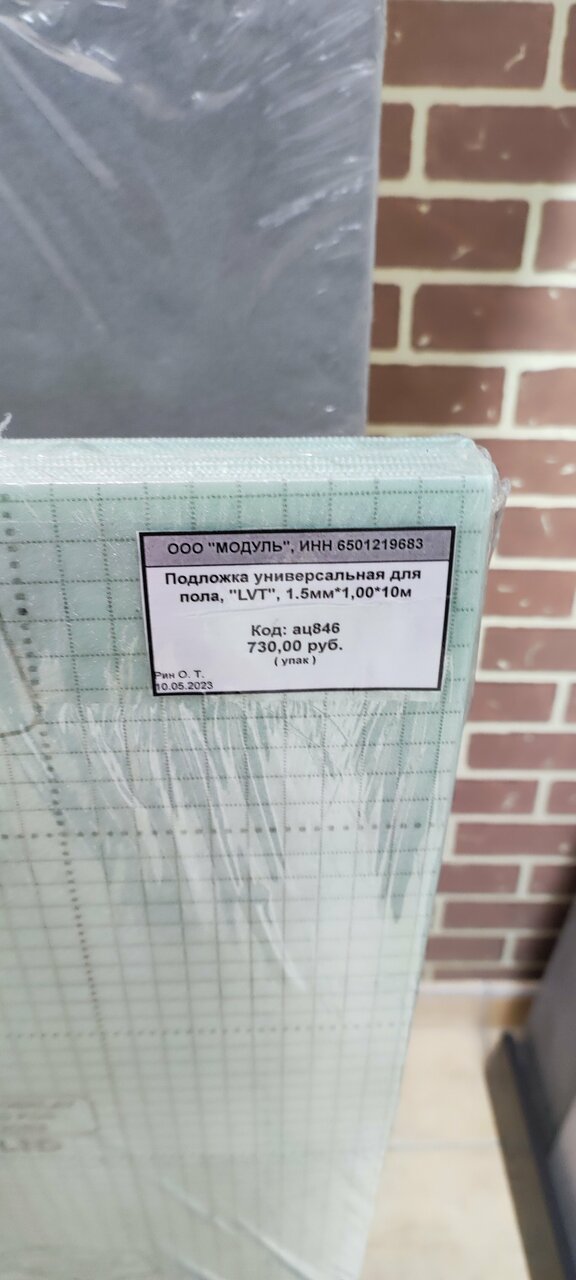 ООО "МОДУЛЬ", ИНН 6501219683
Подложка универсальная для
пола, "LVT", 1.5мм*1,00*10м
Код: ац846
730,00 руб.
( упак )
Рин О. Т.
10.05.2023